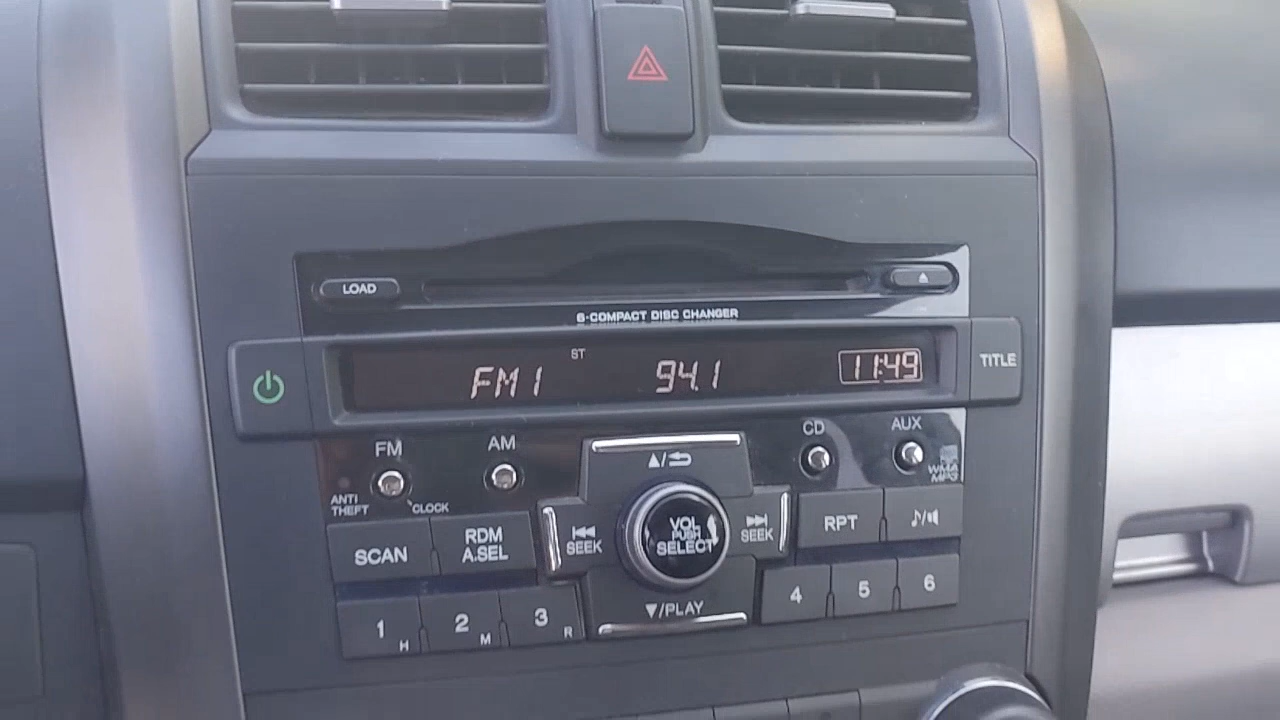 LOAD
6-COMPACT DISC CHANGER
ST
FM1 94.1 11:49
TITLE
FM AM CD AUX
ANTI THEFT
CLOCK
WMA
MP3
SCAN
RDM
A.SEL
SEEK
VOL
PUSH
SELECT
SEEK
RPT
▲/
▼/PLAY
1 H 2 M 3 R 4 5 6